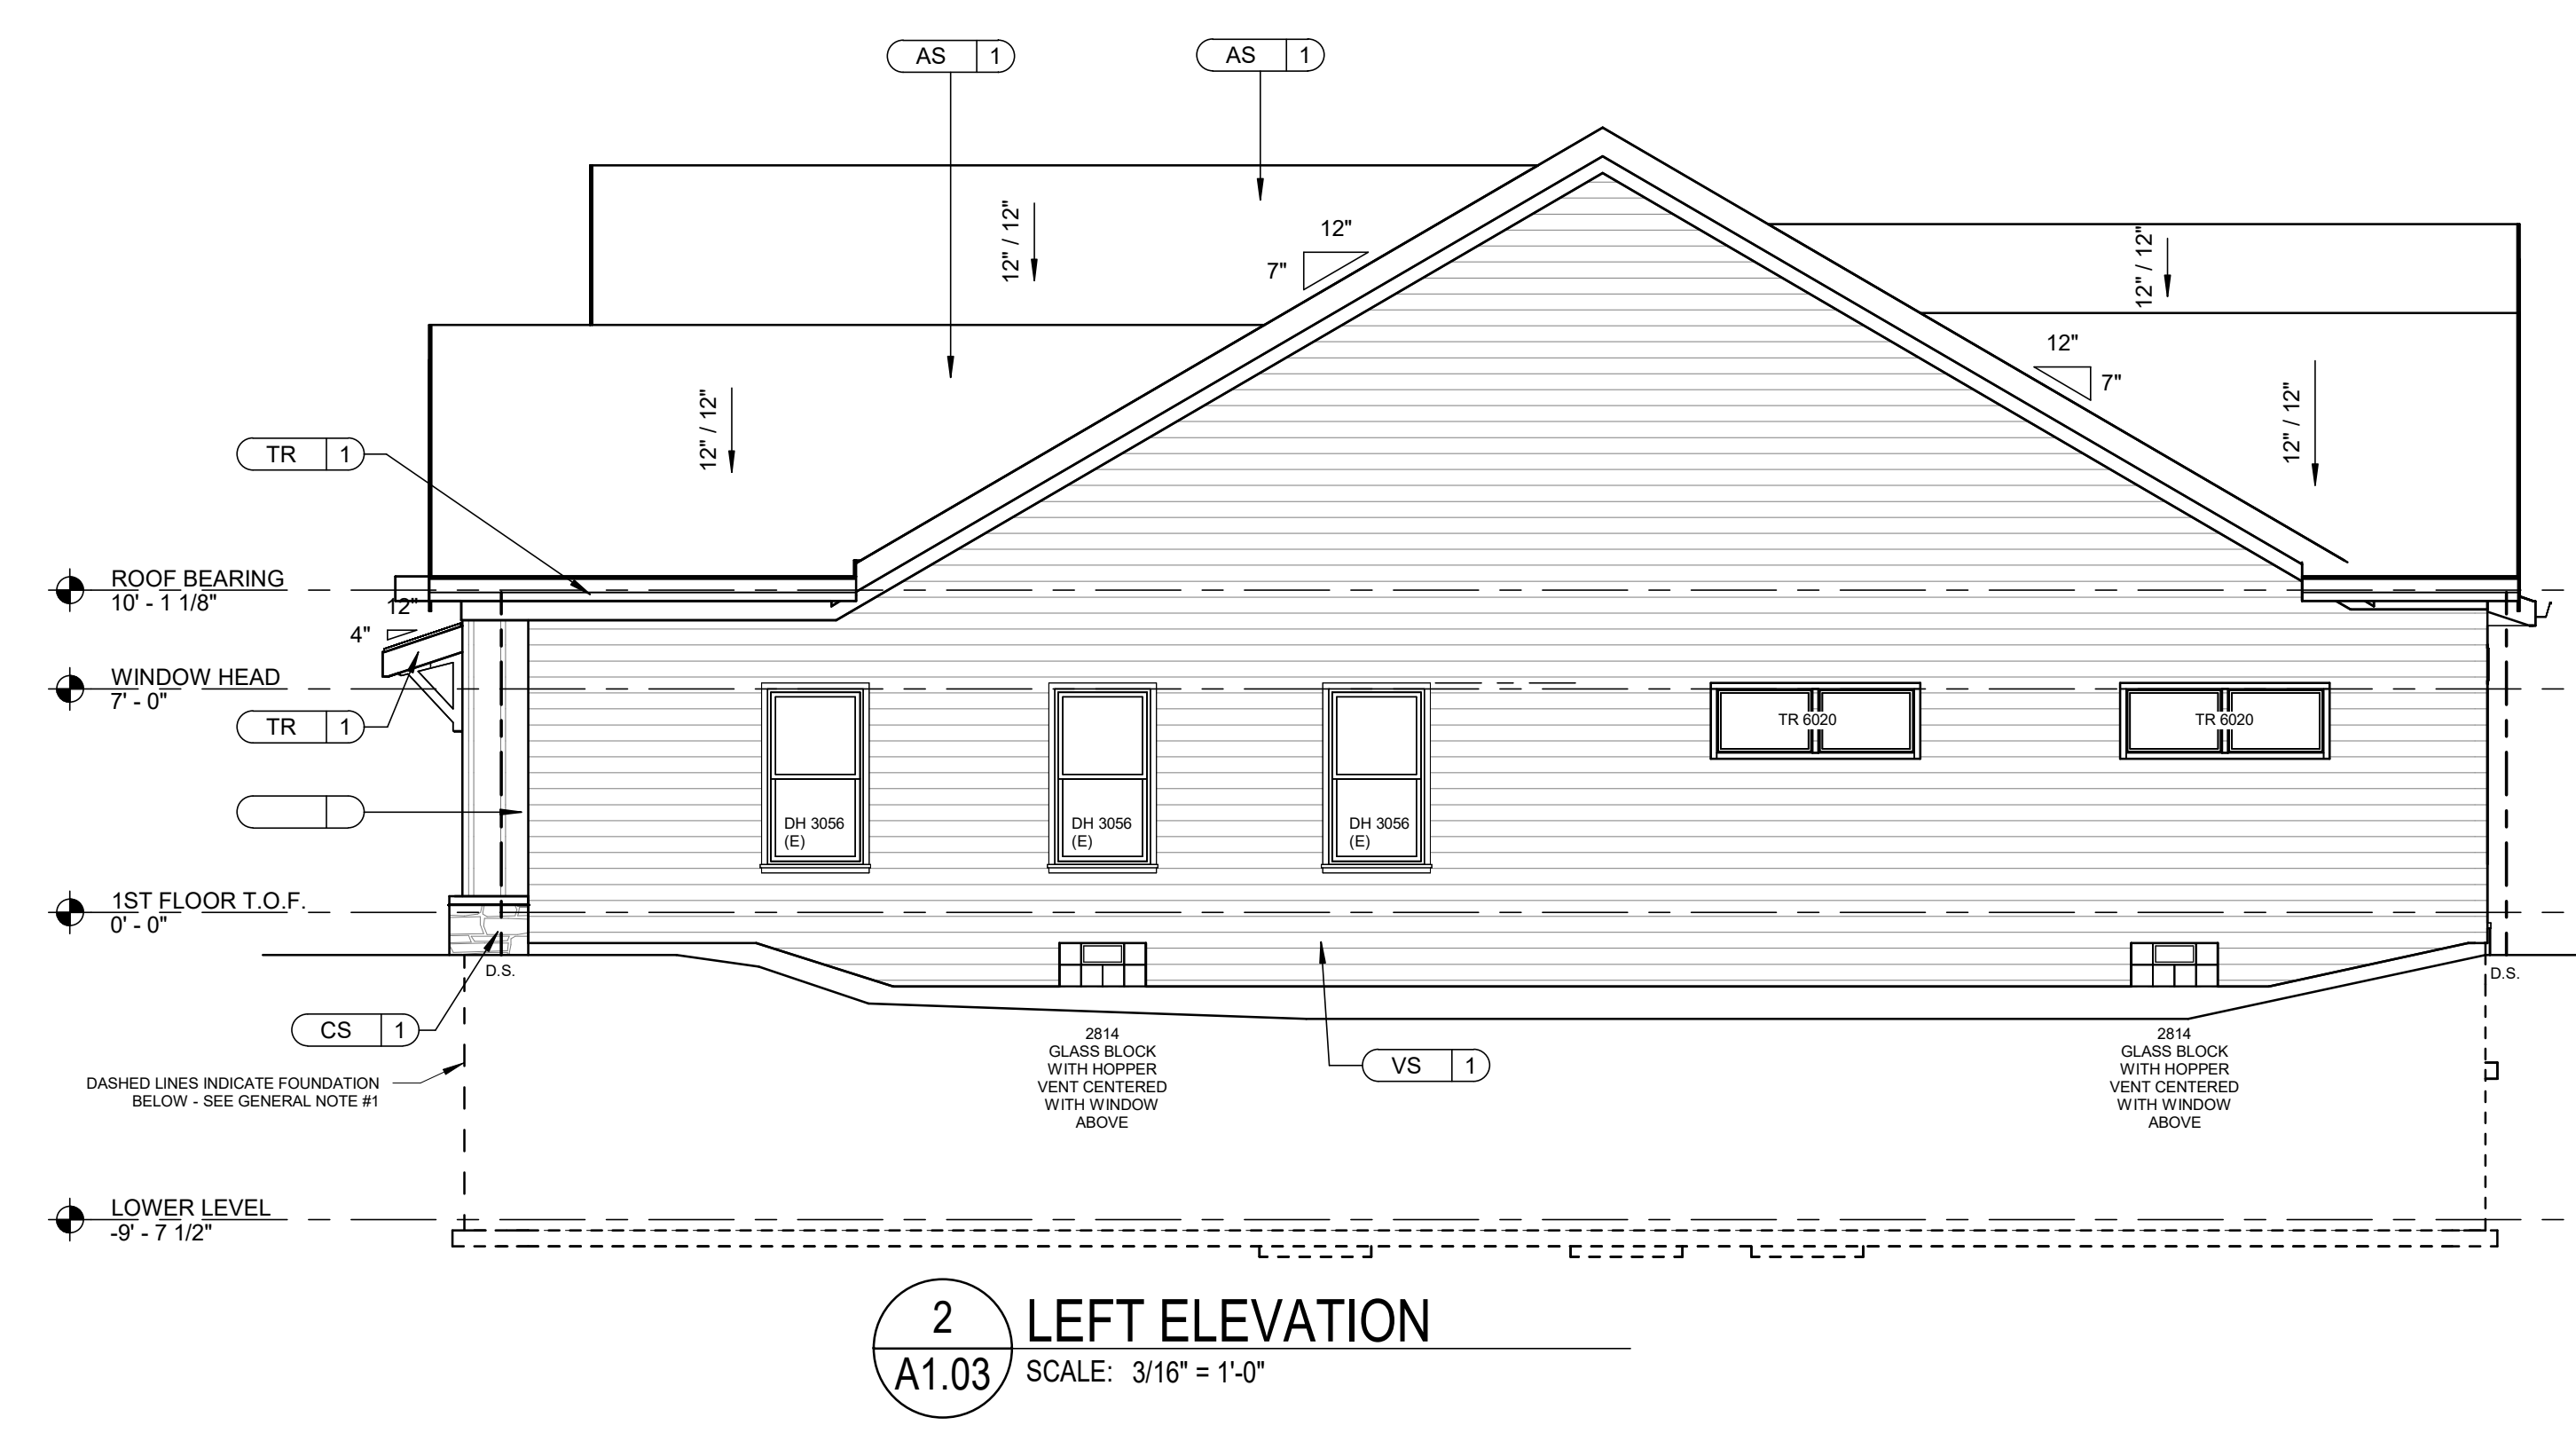 AS 1
AS 1
12" / 12"
12"
7"
12" / 12"
12"
7"
12" / 12"
12" / 12"
TR 1
ROOF BEARING
10' - 1 1/8"
12"
4"
WINDOW HEAD
7' - 0"
TR 1
TR 6020
TR 6020
DH 3056
(E)
DH 3056
(E)
DH 3056
(E)
1ST FLOOR T.O.F.
0' - 0"
D.S.
D.S.
CS 1
DASHED LINES INDICATE FOUNDATION
BELOW - SEE GENERAL NOTE #1
2814
GLASS BLOCK
WITH HOPPER
VENT CENTERED
WITH WINDOW
ABOVE
VS 1
2814
GLASS BLOCK
WITH HOPPER
VENT CENTERED
WITH WINDOW
ABOVE
LOWER LEVEL
-9' - 7 1/2"
2
A1.03
LEFT ELEVATION
SCALE: 3/16" = 1'-0"